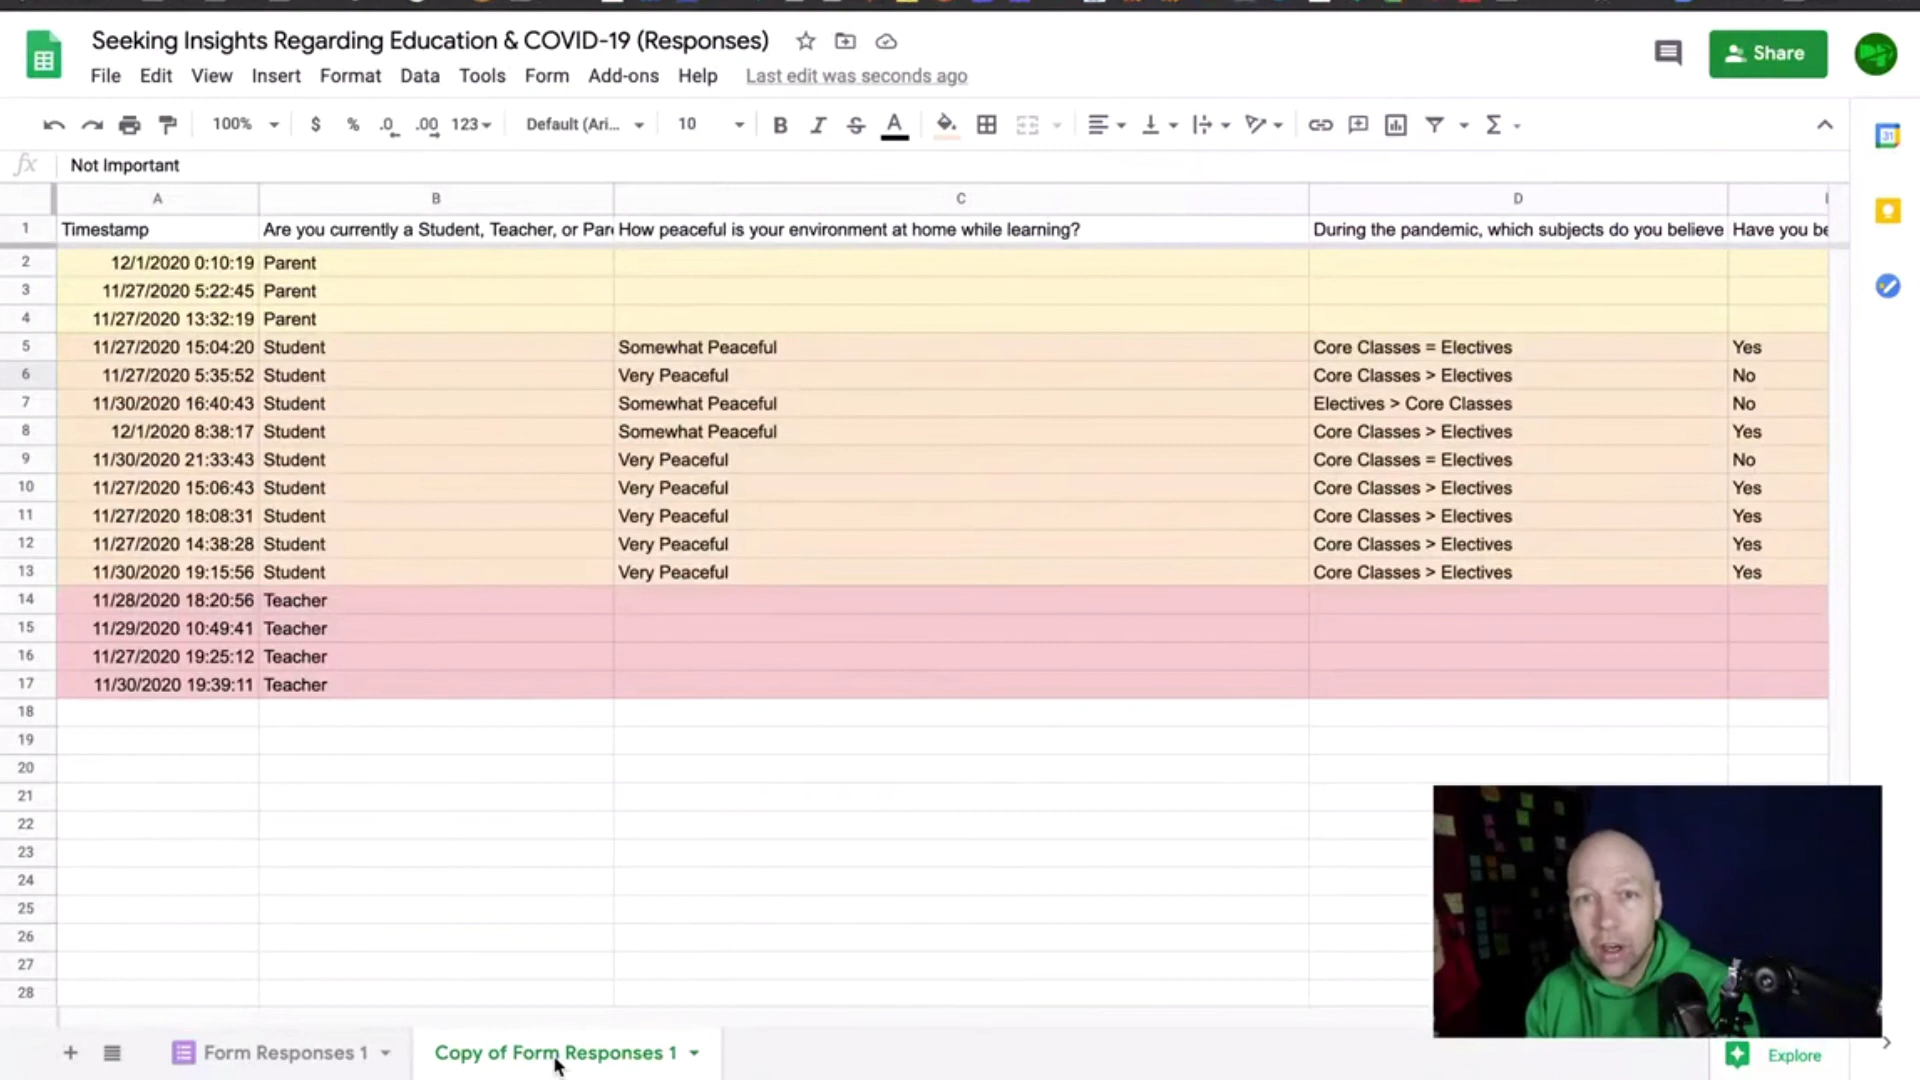 Seeking Insights Regarding Education & COVID-19 (Responses)
Share
File Edit View Insert Format Data Tools Form Add-ons Help Last edit was seconds ago
100% $ % .0 .00 123 Default (Ari... 10 B I S A
fx Not Important
A B C D
1 Timestamp Are you currently a Student, Teacher, or Par How peaceful is your environment at home while learning? During the pandemic, which subjects do you believe Have you be
2 12/1/2020 0:10:19 Parent
3 11/27/2020 5:22:45 Parent
4 11/27/2020 13:32:19 Parent
5 11/27/2020 15:04:20 Student Somewhat Peaceful Core Classes = Electives Yes
6 11/27/2020 5:35:52 Student Very Peaceful Core Classes > Electives No
7 11/30/2020 16:40:43 Student Somewhat Peaceful Electives > Core Classes No
8 12/1/2020 8:38:17 Student Somewhat Peaceful Core Classes > Electives Yes
9 11/30/2020 21:33:43 Student Very Peaceful Core Classes = Electives No
10 11/27/2020 15:06:43 Student Very Peaceful Core Classes > Electives Yes
11 11/27/2020 18:08:31 Student Very Peaceful Core Classes > Electives Yes
12 11/27/2020 14:38:28 Student Very Peaceful Core Classes > Electives Yes
13 11/30/2020 19:15:56 Student Very Peaceful Core Classes > Electives Yes
14 11/28/2020 18:20:56 Teacher
15 11/29/2020 10:49:41 Teacher
16 11/27/2020 19:25:12 Teacher
17 11/30/2020 19:39:11 Teacher
18
19
20
21
22
23
24
25
26
27
28
Form Responses 1 Copy of Form Responses 1 Explore